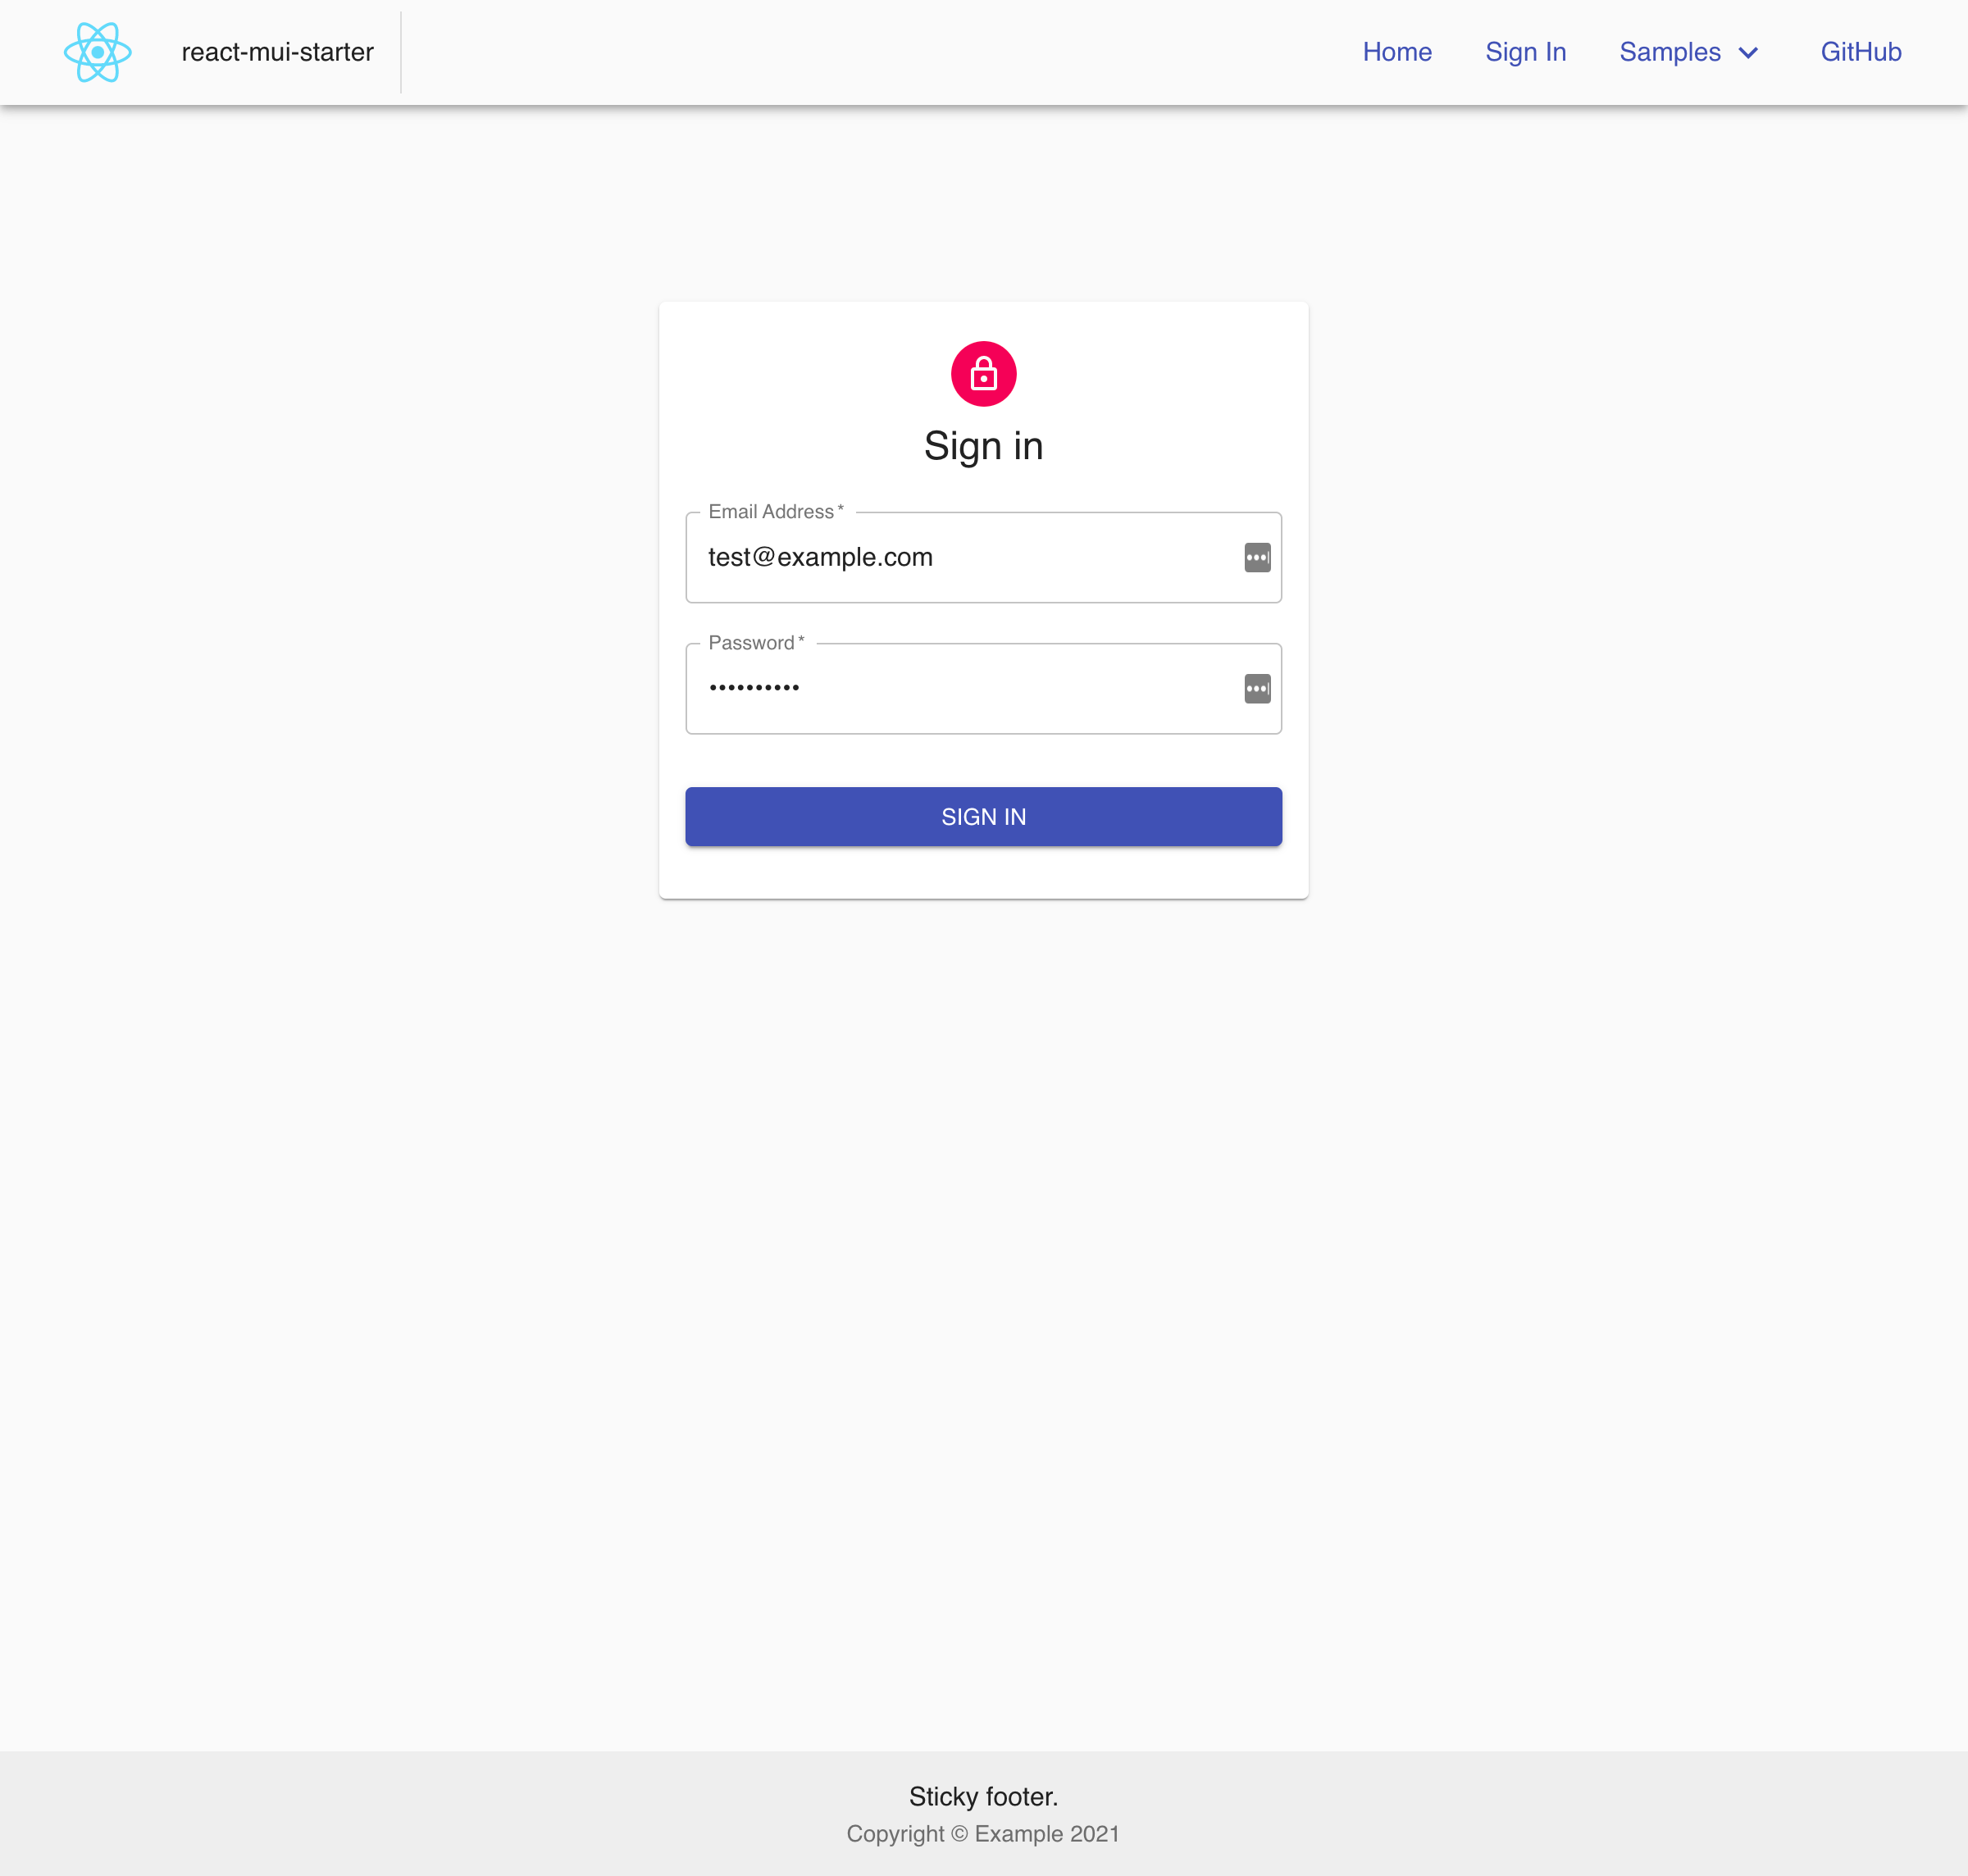 react-mui-starter
Home
Sign In
Samples
GitHub
Sign in
Email Address *
test@example.com
Password *
••••••••••
SIGN IN
Sticky footer.
Copyright © Example 2021